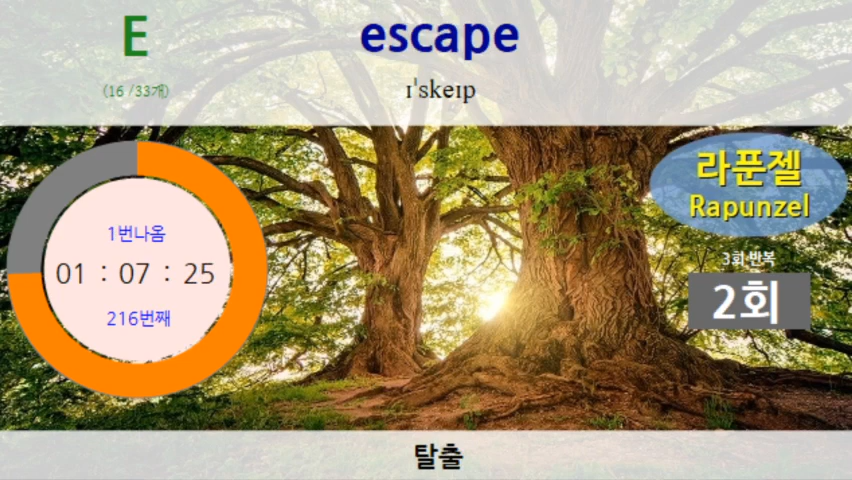 E
escape
(16 /33개)
ɪˈskeɪp
라푼젤
Rapunzel
1번나옴
01 : 07 : 25
216번째
3회 반복
2회
탈출